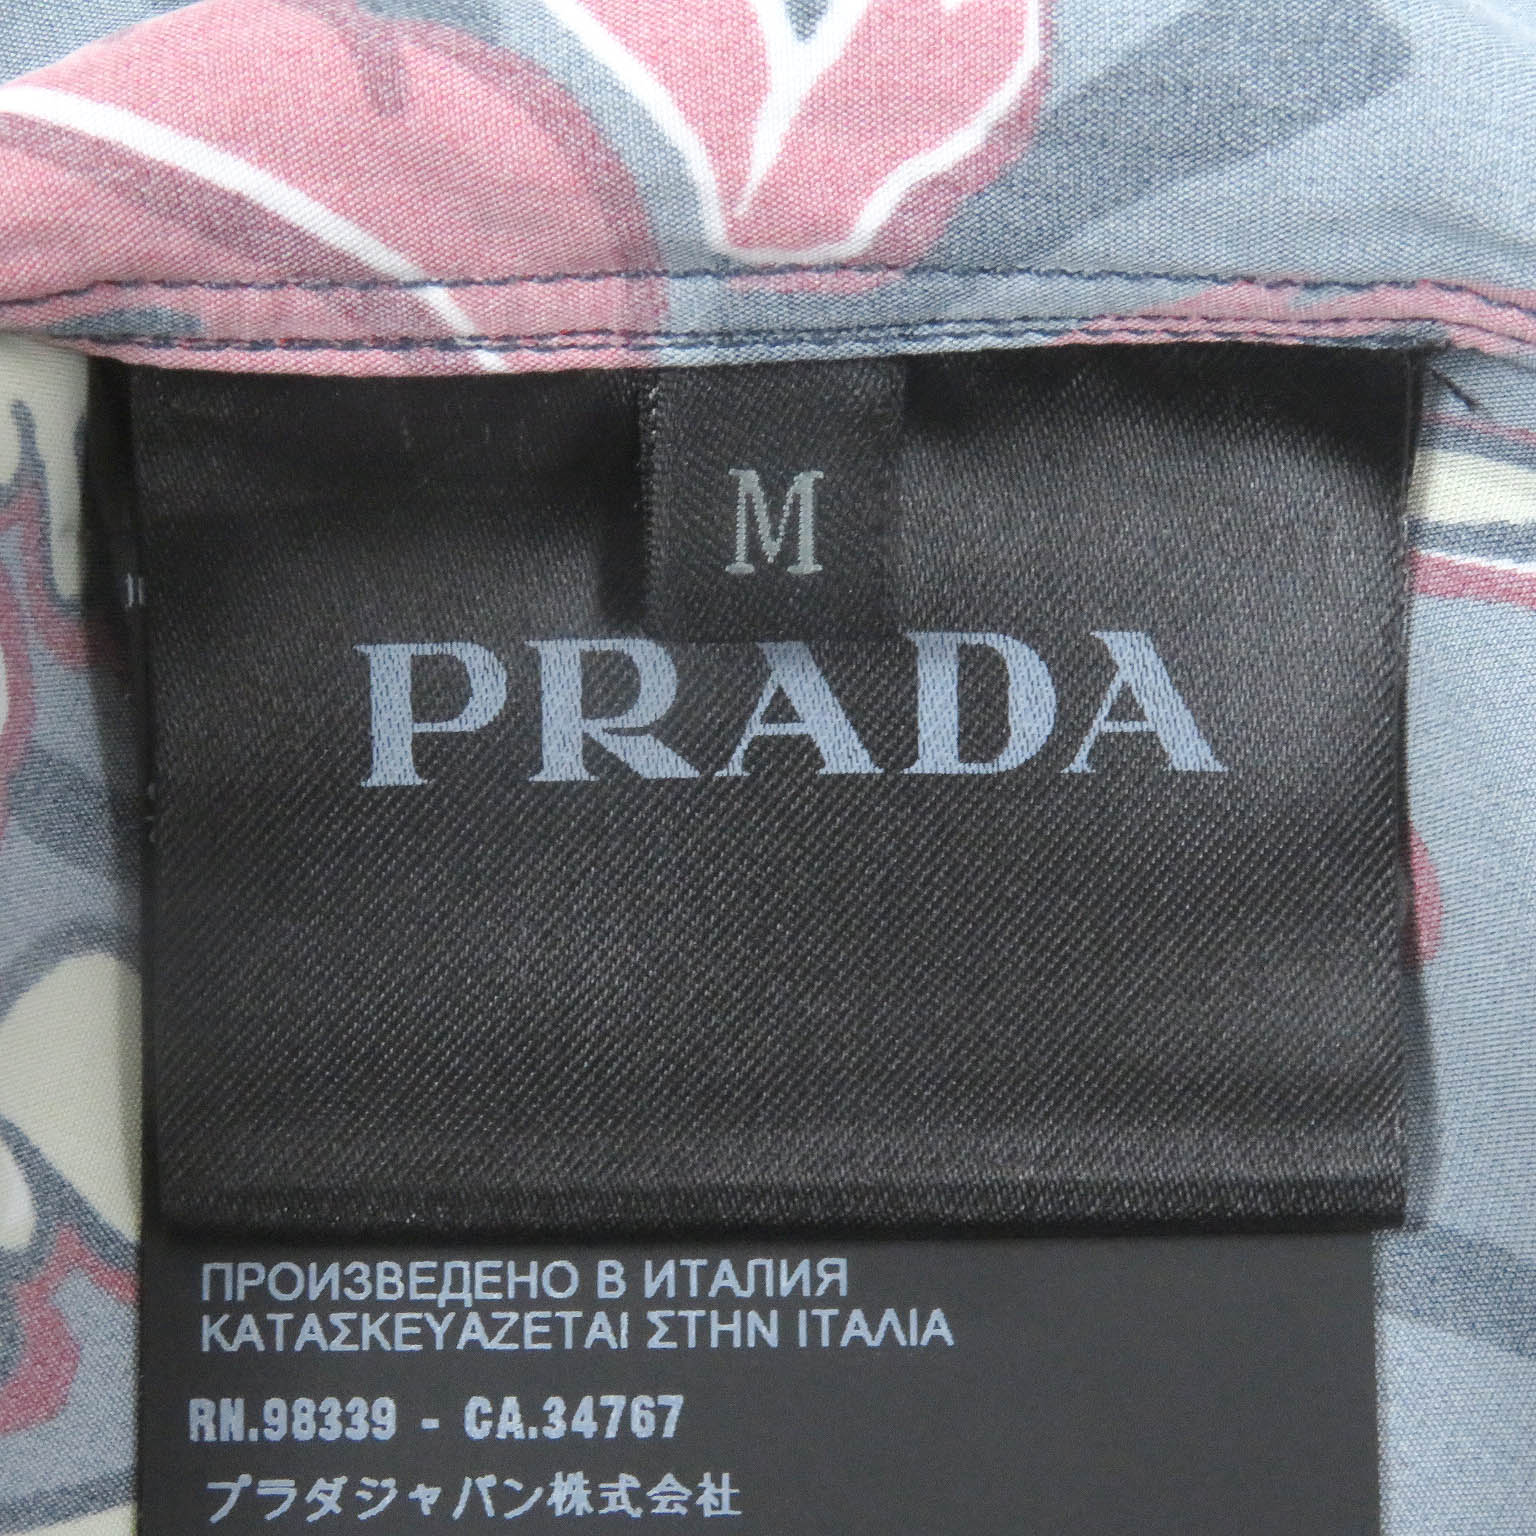 M
PRADA
ПРОИЗВЕДЕНО В ИТАЛИЯ
ΚΑΤΑΣΚΕΥΑΖΕΤΑΙ ΣΤΗΝ ΙΤΑΛΙΑ
RN.98339 - CA.34767
プラダジャパン株式会社